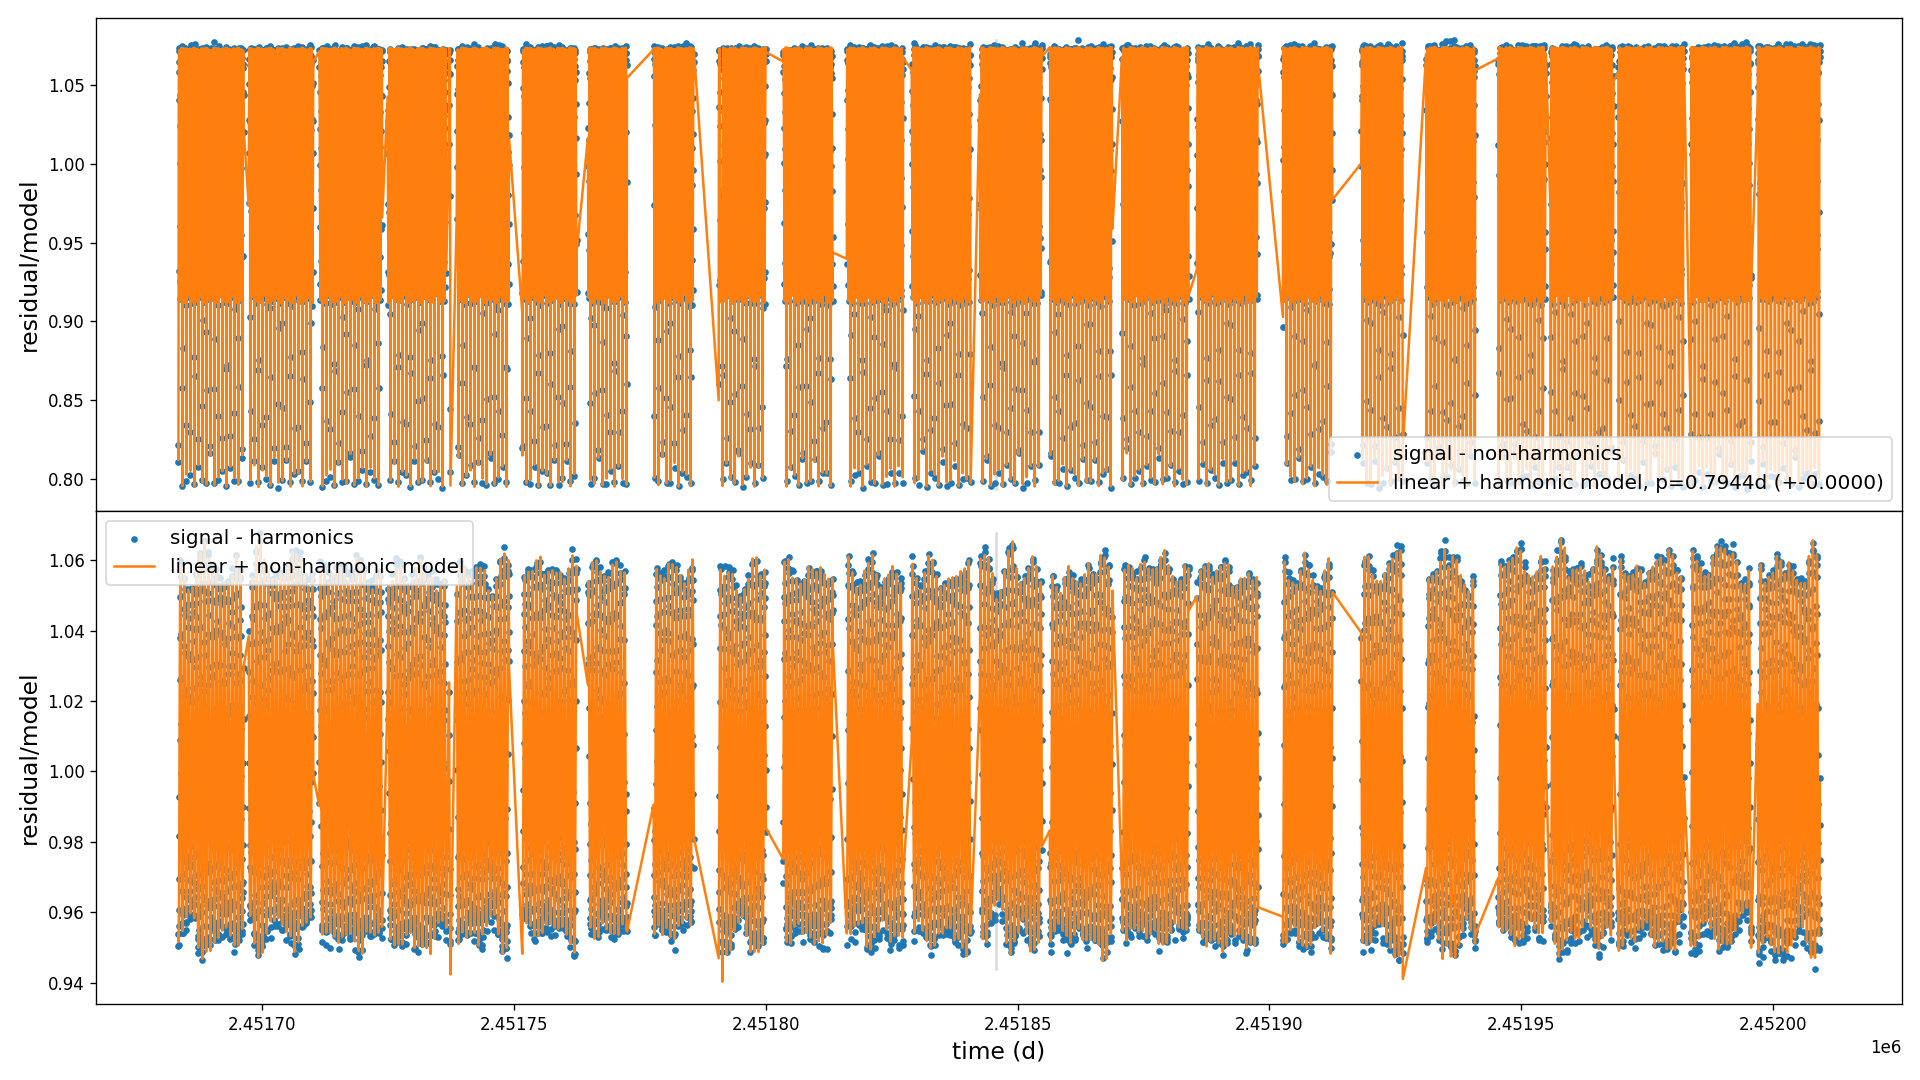 residual/model
1.05
1.00
0.95
0.90
0.85
0.80
signal - non-harmonics
linear + harmonic model, p=0.7944d (+-0.0000)
residual/model
1.06
1.04
1.02
1.00
0.98
0.96
0.94
signal - harmonics
linear + non-harmonic model
2.45170
2.45175
2.45180
2.45185
2.45190
2.45195
2.45200
1e6
time (d)